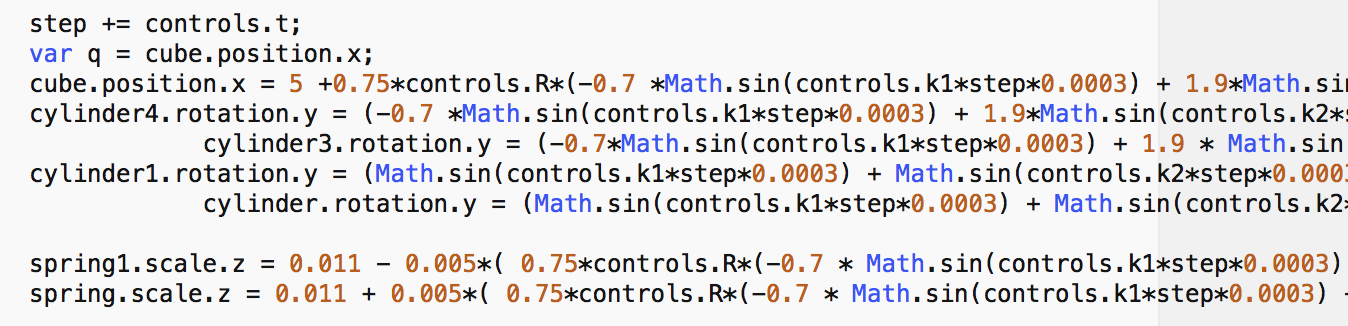 step += controls.t;
var q = cube.position.x;
cube.position.x = 5 +0.75*controls.R*(-0.7 *Math.sin(controls.k1*step*0.0003) + 1.9*Math.si
cylinder4.rotation.y = (-0.7 *Math.sin(controls.k1*step*0.0003) + 1.9*Math.sin(controls.k2*
cylinder3.rotation.y = (-0.7*Math.sin(controls.k1*step*0.0003) + 1.9 * Math.sin
cylinder1.rotation.y = (Math.sin(controls.k1*step*0.0003) + Math.sin(controls.k2*step*0.000
cylinder.rotation.y = (Math.sin(controls.k1*step*0.0003) + Math.sin(controls.k2*
spring1.scale.z = 0.011 - 0.005*( 0.75*controls.R*(-0.7 * Math.sin(controls.k1*step*0.0003)
spring.scale.z = 0.011 + 0.005*( 0.75*controls.R*(-0.7 * Math.sin(controls.k1*step*0.0003)